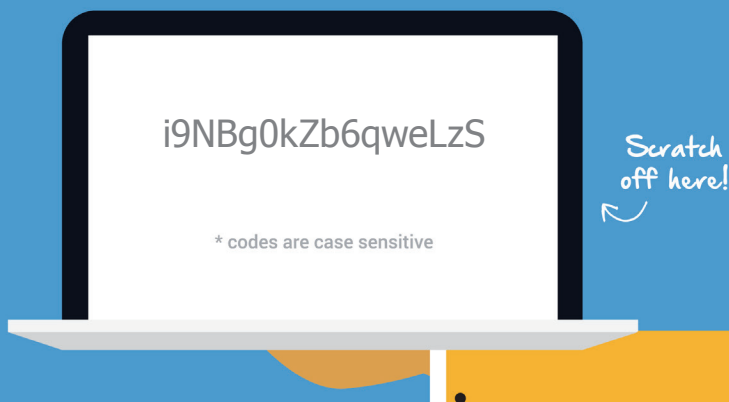 i9NBg0kZb6qweLzS
Scratch
off here!
* codes are case sensitive